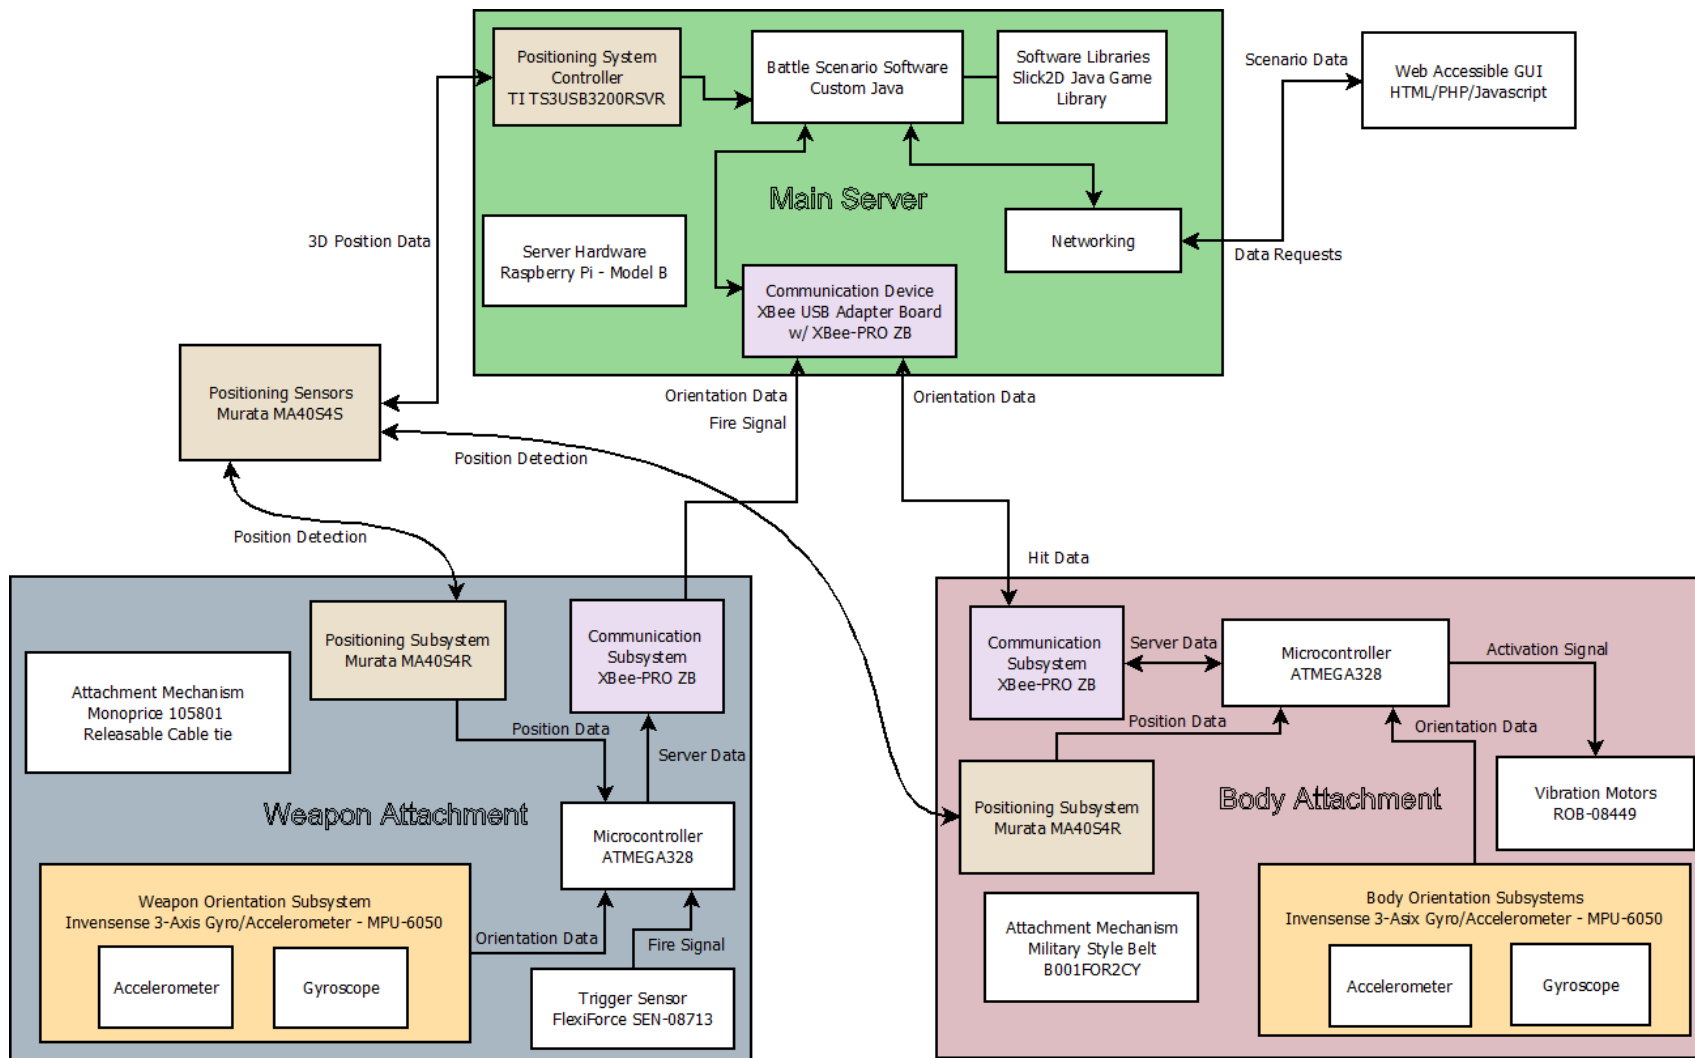 Positioning System
Controller
TI TS3USB3200RSVR
Battle Scenario Software
Custom Java
Software Libraries
Slick2D Java Game
Library
Scenario Data
Web Accessible GUI
HTML/PHP/Javascript
Main Server
3D Position Data
Server Hardware
Raspberry Pi - Model B
Networking
Data Requests
Communication Device
XBee USB Adapter Board
w/ XBee-PRO ZB
Positioning Sensors
Murata MA40S4S
Orientation Data
Fire Signal
Orientation Data
Position Detection
Position Detection
Hit Data
Positioning Subsystem
Murata MA40S4R
Communication
Subsystem
XBee-PRO ZB
Attachment Mechanism
Monoprice 105801
Releasable Cable tie
Position Data
Server Data
Weapon Attachment
Microcontroller
ATMEGA328
Weapon Orientation Subsystem
Invensense 3-Axis Gyro/Accelerometer - MPU-6050
Orientation Data
Fire Signal
Accelerometer
Gyroscope
Trigger Sensor
FlexiForce SEN-08713
Communication
Subsystem
XBee-PRO ZB
Server Data
Microcontroller
ATMEGA328
Activation Signal
Position Data
Orientation Data
Positioning Subsystem
Murata MA40S4R
Body Attachment
Vibration Motors
ROB-08449
Attachment Mechanism
Military Style Belt
B001FOR2CY
Body Orientation Subsystems
Invensense 3-Asix Gyro/Accelerometer - MPU-6050
Accelerometer
Gyroscope